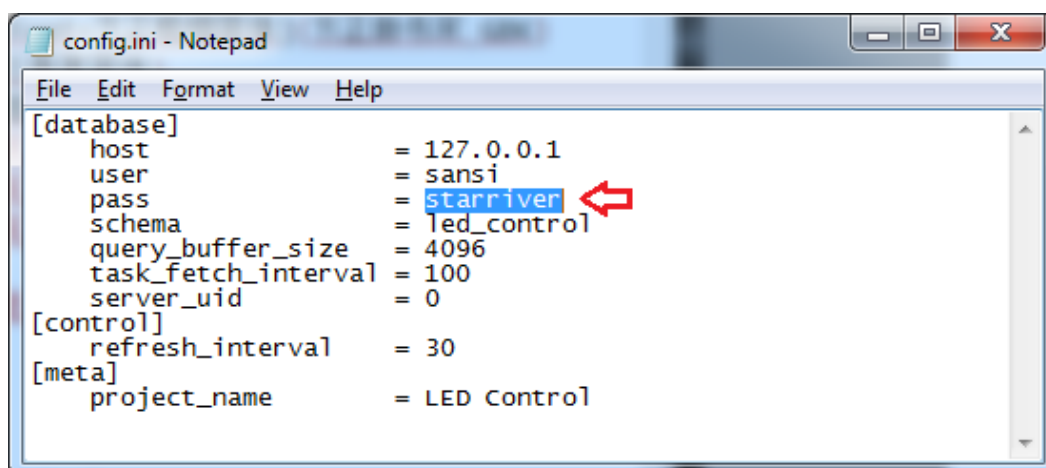 config.ini - Notepad
File Edit Format View Help
[database]
host = 127.0.0.1
user = sansi
pass = starriver
schema = led_control
query_buffer_size = 4096
task_fetch_interval = 100
server_uid = 0
[control]
refresh_interval = 30
[meta]
project_name = LED Control